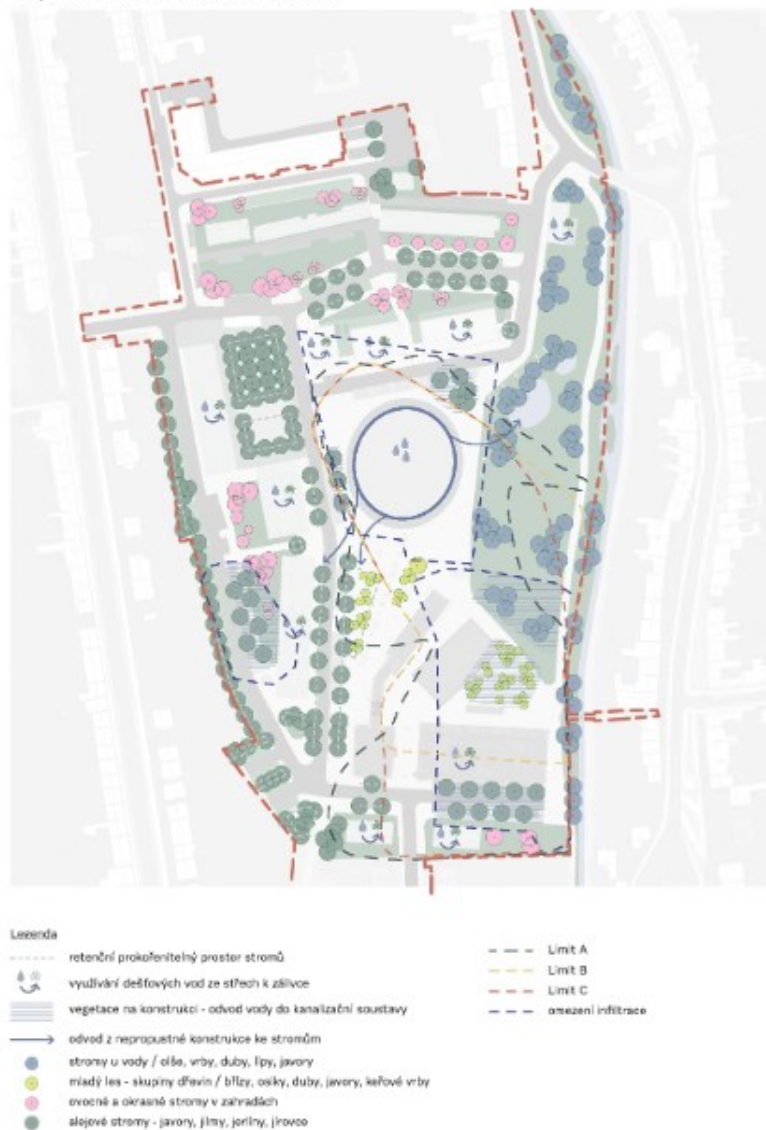 Legenda
retenční prokořenitelný prostor stromů
využívání dešťových vod ze střech k zálivce
vegetace na konstrukci - odvod vody do kanalizační soustavy
odvod z nepropustné konstrukce ke stromům
stromy u vody / olše, vrby, duby, lípy, javory
mladý les - skupiny dřevin / břízy, osiky, duby, javory, keřové vrby
ovocné a okrasné stromy v zahradách
alejové stromy - javory, jilmy, jerlíny, jírovce
Limit A
Limit B
Limit C
omezení infiltrace